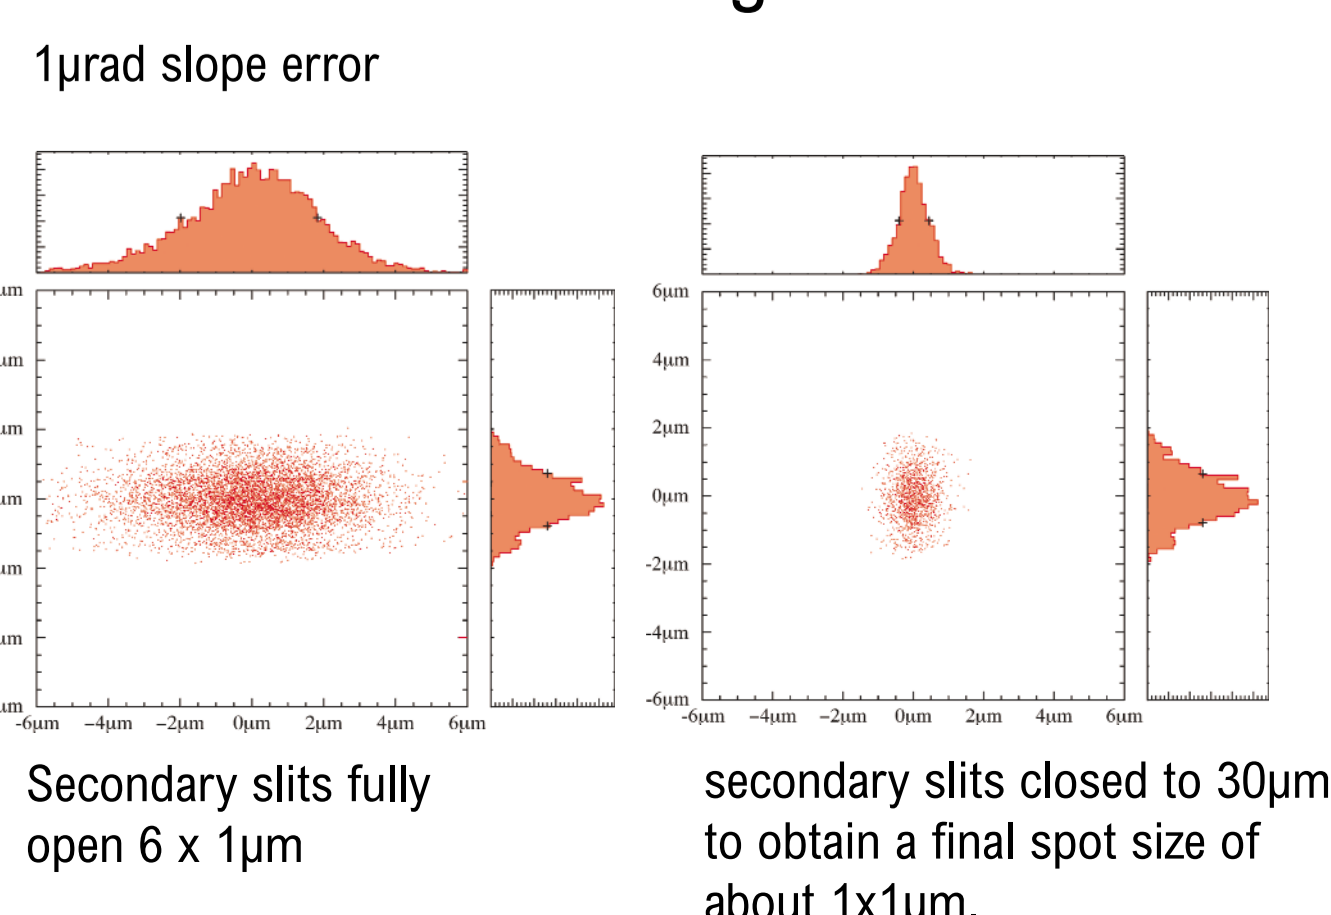 1μrad slope error
6μm
4μm
2μm
0μm
-2μm
-4μm
-6μm
-6μm −4μm −2μm 0μm 2μm 4μm 6μm
-6μm −4μm −2μm 0μm 2μm 4μm 6μm
Secondary slits fully
open 6 x 1μm
secondary slits closed to 30μm
to obtain a final spot size of
about 1x1μm.